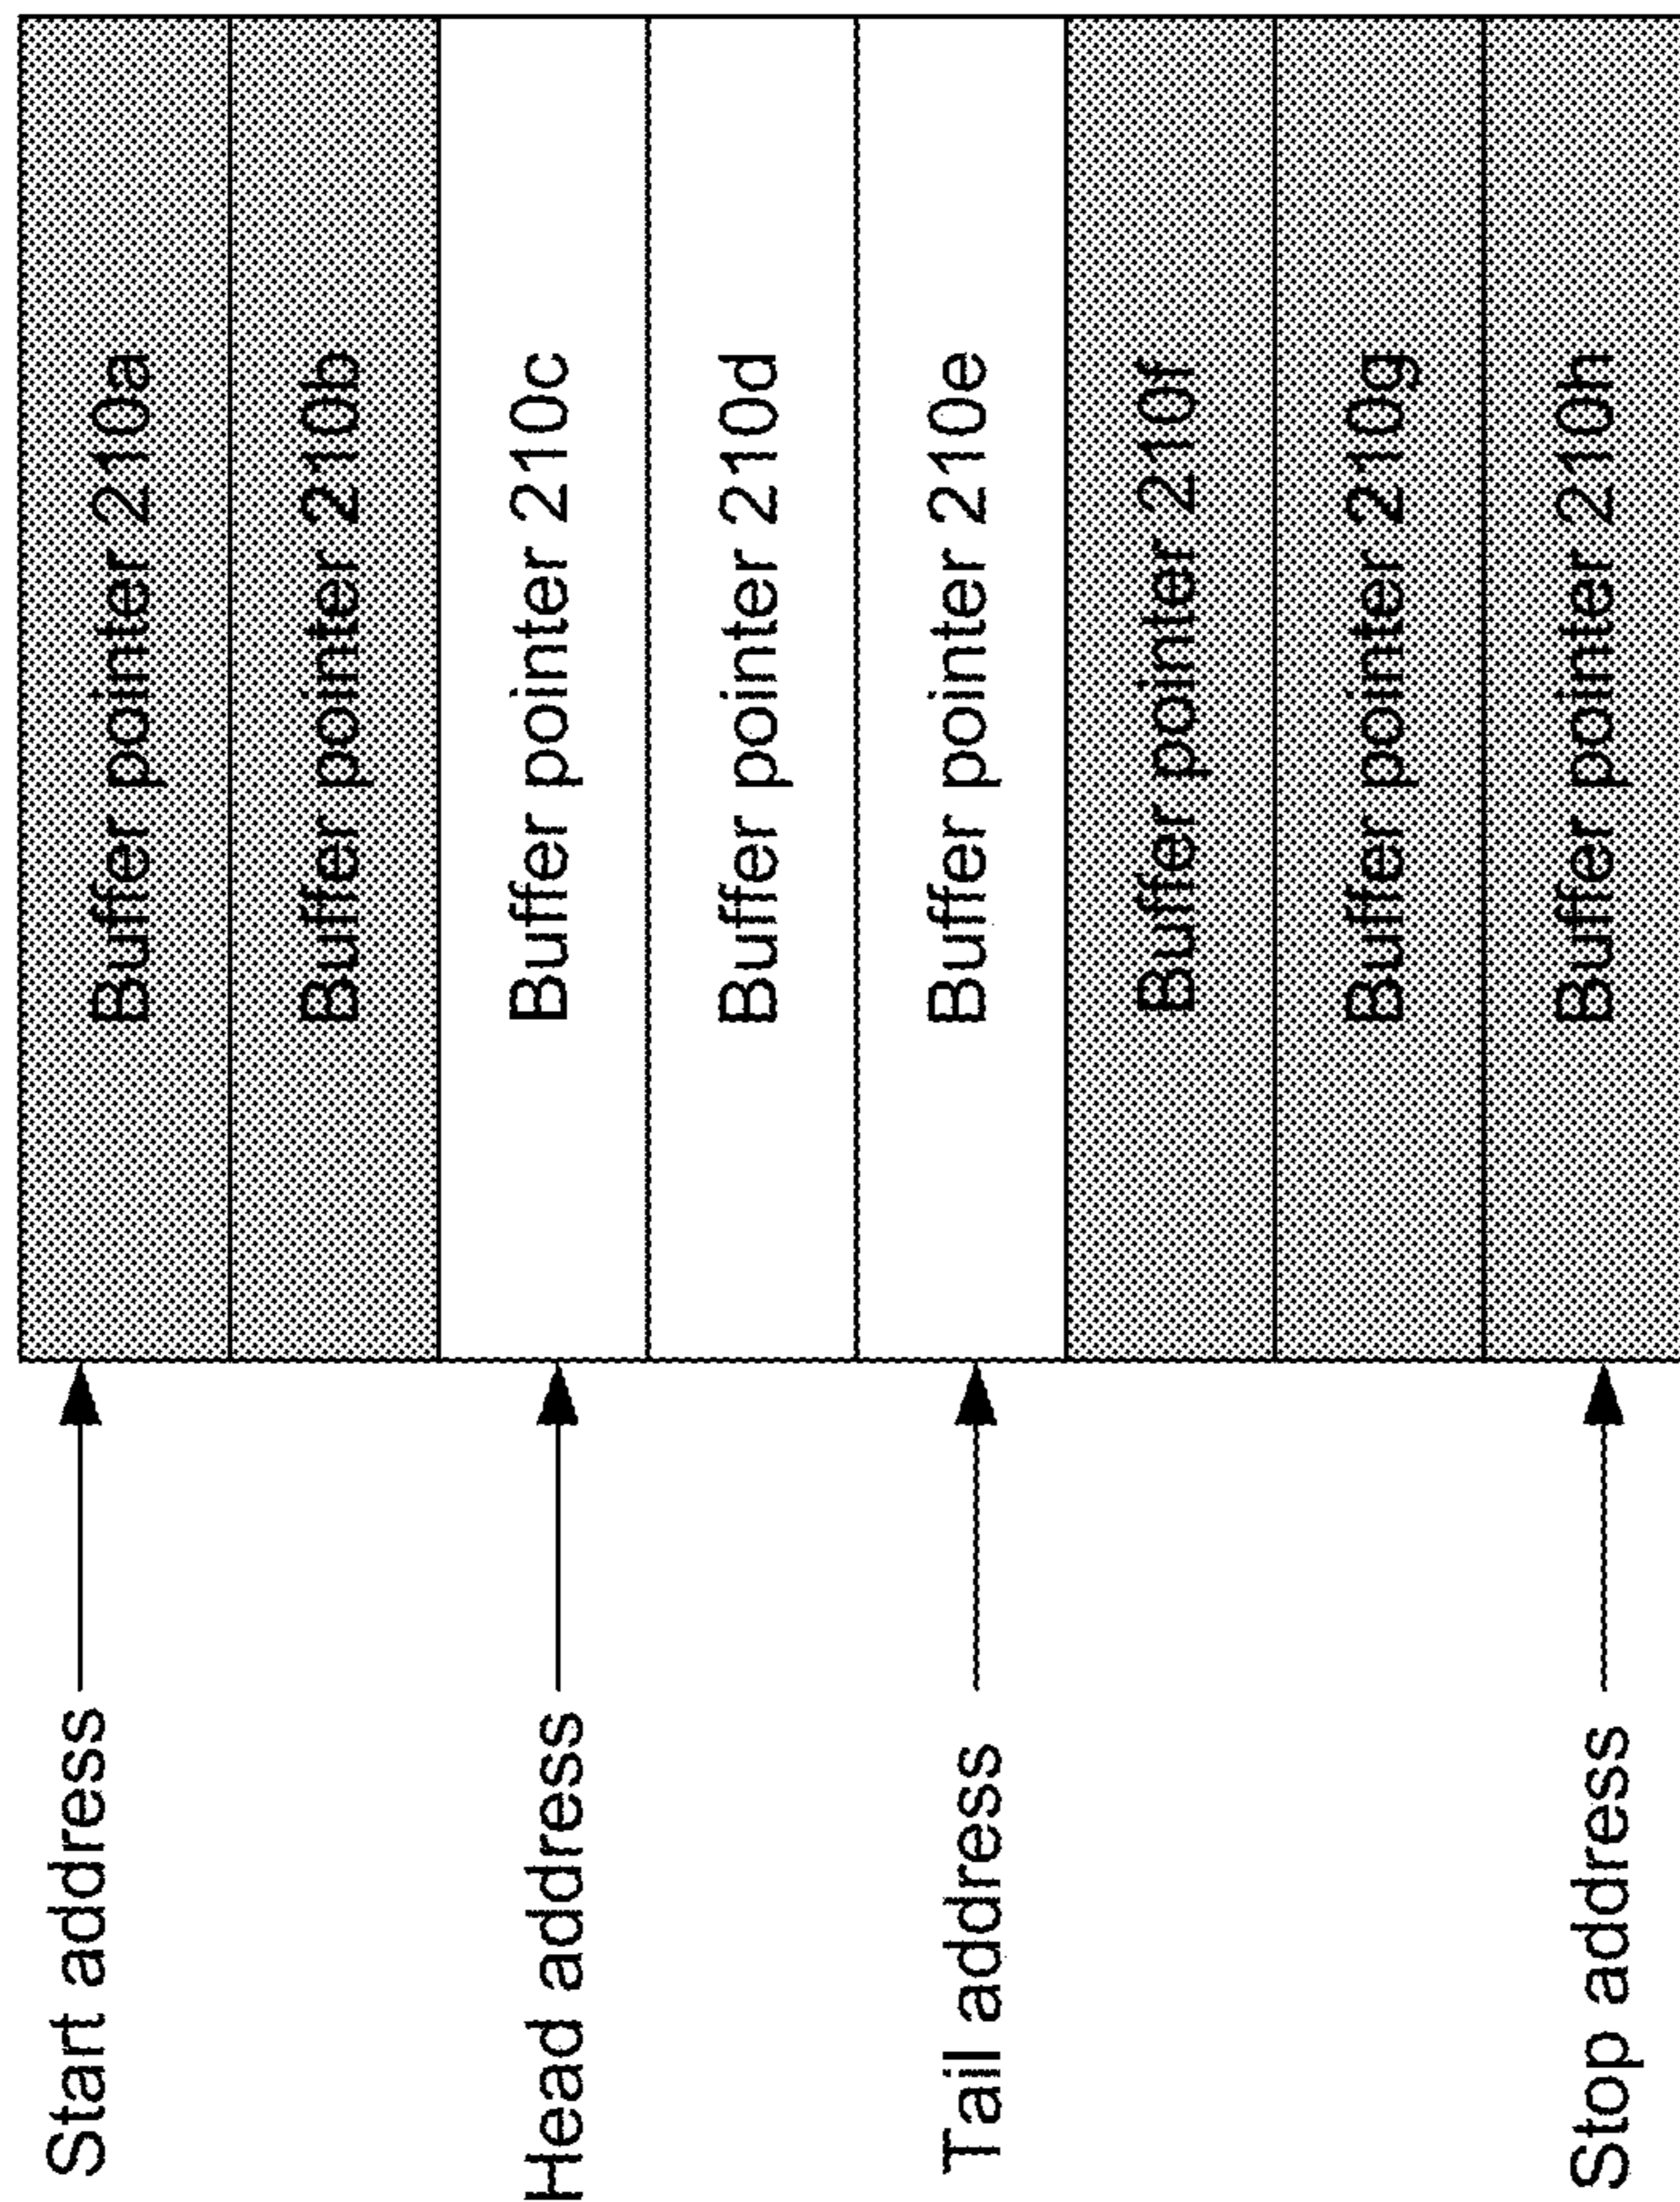 Start address
Buffer pointer 210a
Buffer pointer 210b
Head address
Buffer pointer 210c
Buffer pointer 210d
Tail address
Buffer pointer 210e
Buffer pointer 210f
Buffer pointer 210g
Stop address
Buffer pointer 210h